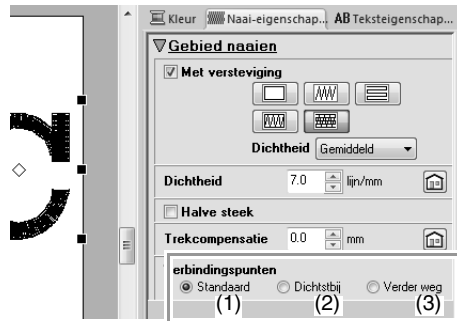 Kleur Naai-eigenschap... AB Teksteigenschap...
Gebied naaien
Met versteviging
Dichtheid Gemiddeld
Dichtheid 7.0 lijn/mm
Halve steek
Trekcompensatie 0.0 mm
erbindingspunten
Standaard Dichtstbij Verder weg
(1) (2) (3)